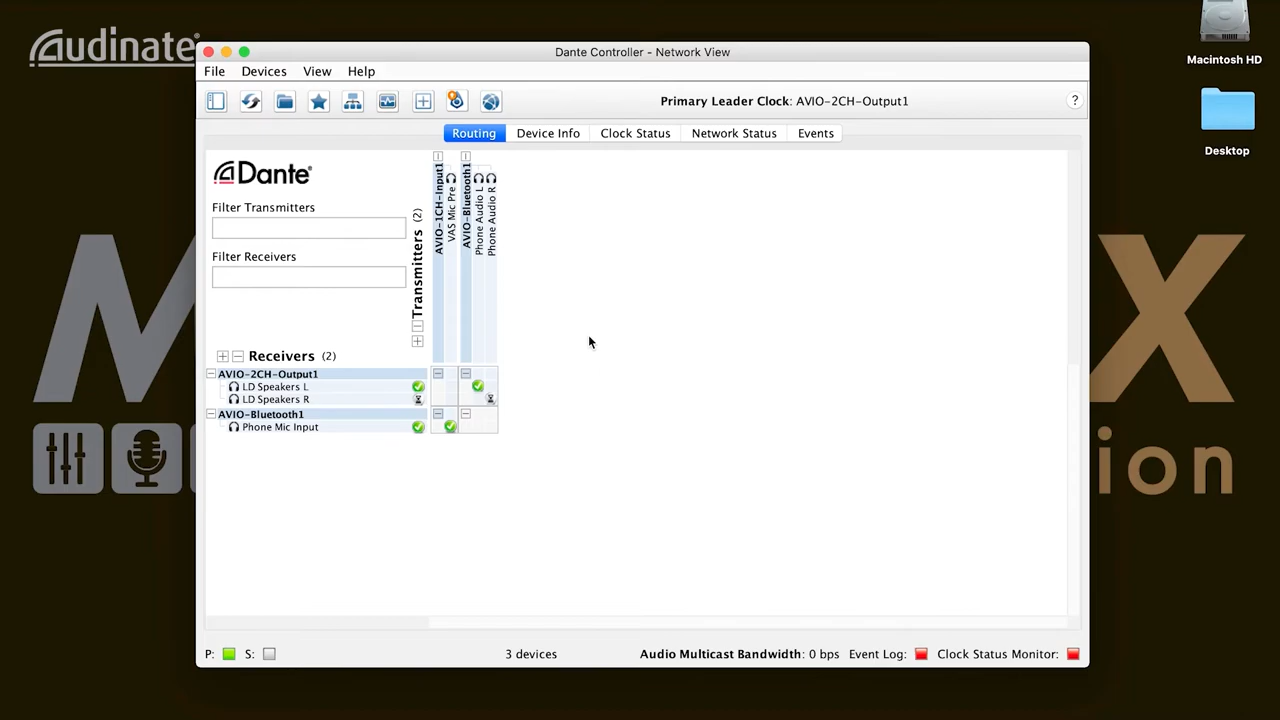 Audinate®
Macintosh HD
Desktop
Dante Controller - Network View
File Devices View Help
Primary Leader Clock: AVIO-2CH-Output1
?
Routing Device Info Clock Status Network Status Events
Dante®
Filter Transmitters
Filter Receivers
Transmitters (2)
AVIO-1CH-Input1
VAS Mic Pre
AVIO-Bluetooth1
Phone Audio L
Phone Audio R
Receivers (2)
AVIO-2CH-Output1
LD Speakers L
LD Speakers R
AVIO-Bluetooth1
Phone Mic Input
P: S:
3 devices
Audio Multicast Bandwidth: 0 bps
Event Log:
Clock Status Monitor:
M
X
ion